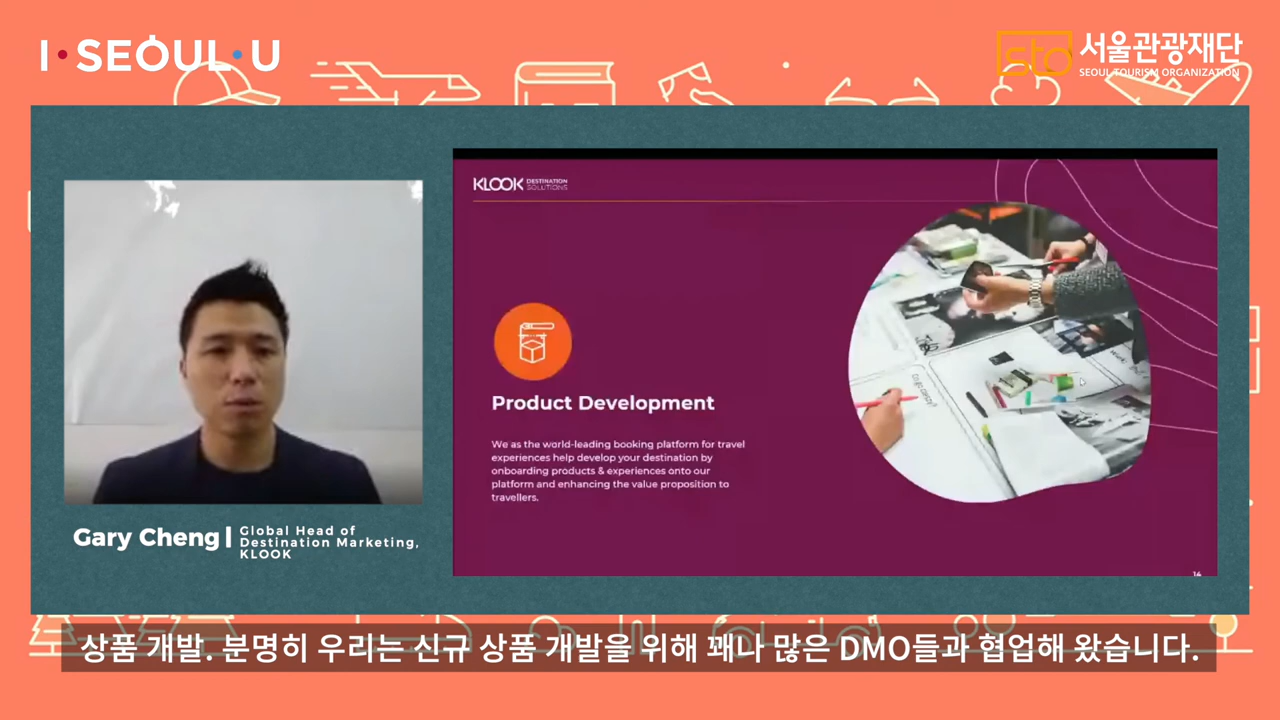 I·SEOUL·U
sto 서울관광재단
SEOUL TOURISM ORGANIZATION
KLOOK DESTINATION
SOLUTIONS
Product Development
We as the world-leading booking platform for travel
experiences help develop your destination by
onboarding products & experiences onto our
platform and enhancing the value proposition to
travellers.
14
Gary Cheng
Global Head of
Destination Marketing,
KLOOK
상품 개발. 분명히 우리는 신규 상품 개발을 위해 꽤나 많은 DMO들과 협업해 왔습니다.